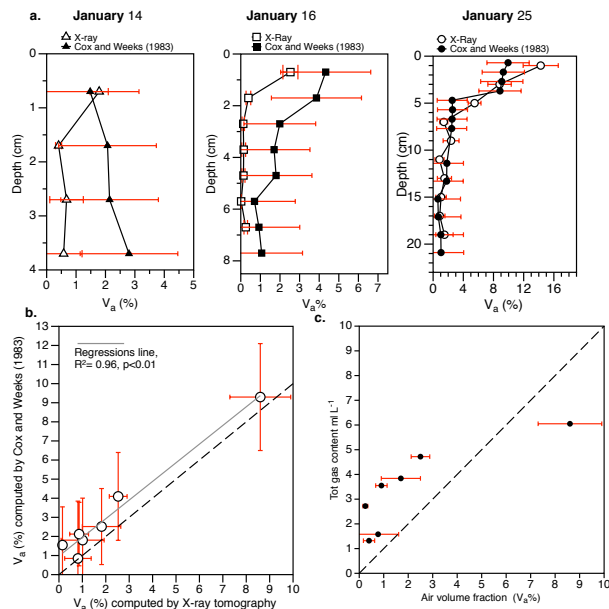 a.
January 14
January 16
January 25
X-ray
Cox and Weeks (1983)
X-Ray
Cox and Weeks (1983)
X-Ray
Cox and Weeks (1983)
Depth (cm)
0
1
2
3
4
0 1 2 3 4 5
Va (%)
Depth (cm)
0
2
4
6
8
0 1 2 3 4 5 6 7
Va%
Depth (cm)
0
5
10
15
20
0 4 8 12 16
Va (%)
b.
Va (%) computed by Cox and Weeks (1983)
13
12
11
10
9
8
7
6
5
4
3
2
1
0
Regressions line,
R²= 0.96, p<0.01
0 1 2 3 4 5 6 7 8 9 10
Va (%) computed by X-ray tomography
c.
Tot gas content ml L⁻¹
10
9
8
7
6
5
4
3
2
1
0
0 2 4 6 8 10
Air volume fraction (Va%)